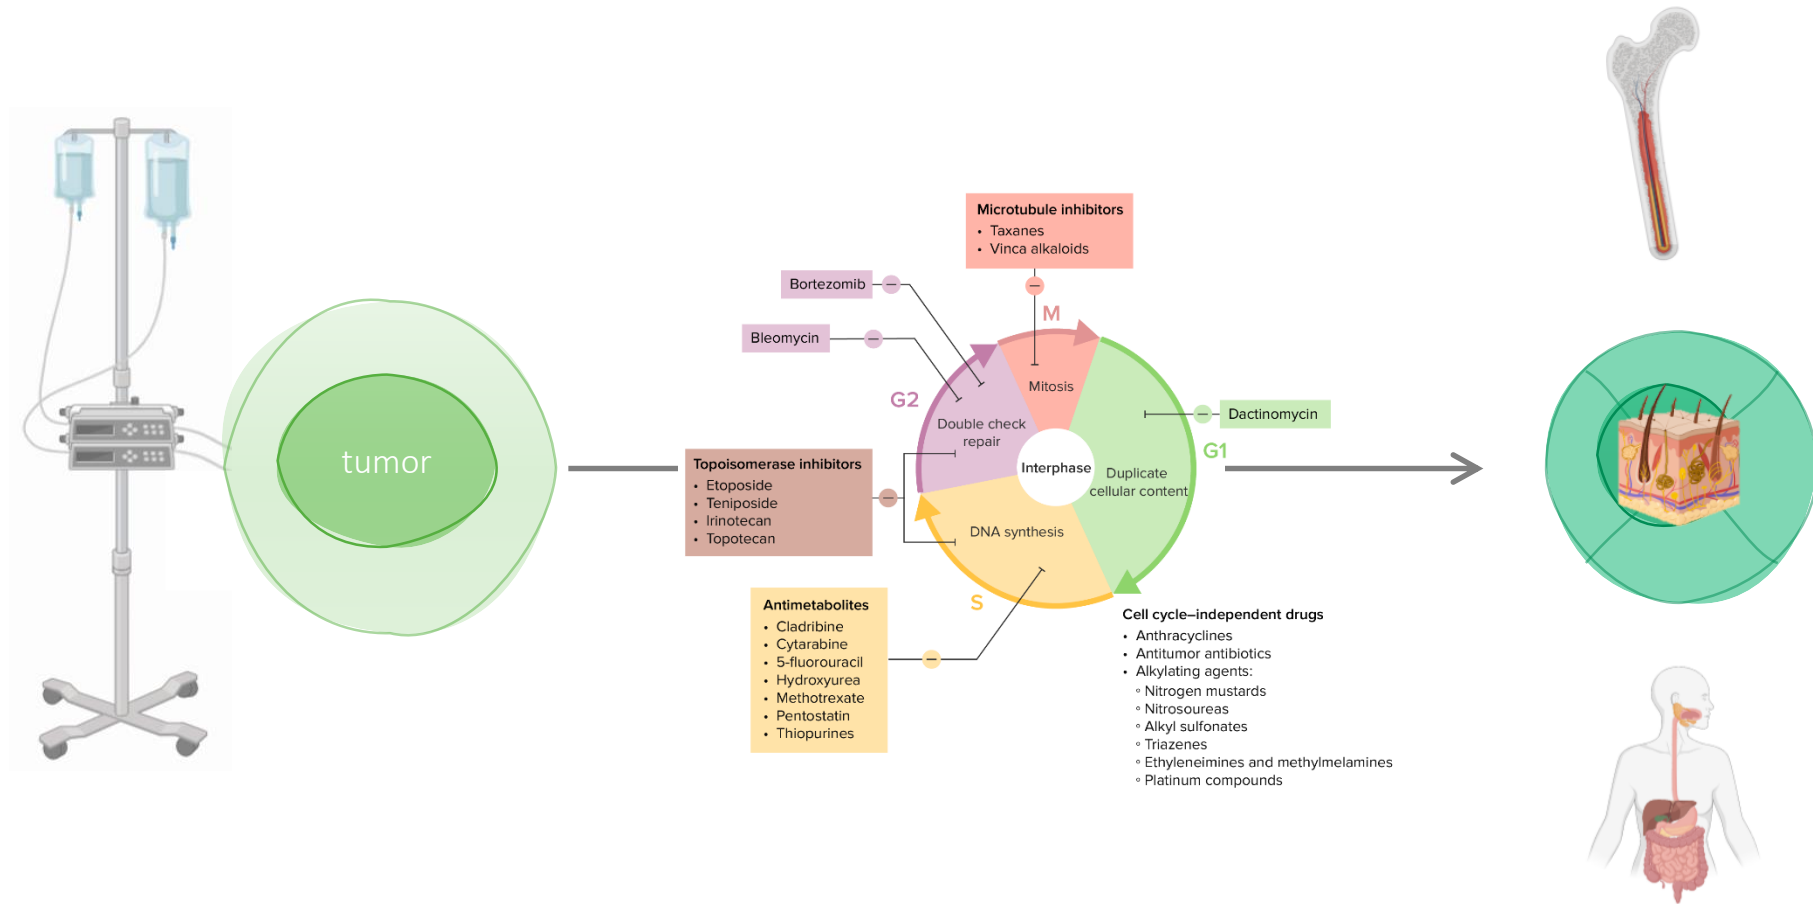 Microtubule inhibitors
• Taxanes
• Vinca alkaloids
Bortezomib
Bleomycin
M
G2
Mitosis
Double check
repair
Dactinomycin
G1
tumor
Interphase
Duplicate
cellular content
Topoisomerase inhibitors
• Etoposide
• Teniposide
• Irinotecan
• Topotecan
DNA synthesis
S
Antimetabolites
• Cladribine
• Cytarabine
• 5-fluorouracil
• Hydroxyurea
• Methotrexate
• Pentostatin
• Thiopurines
Cell cycle–independent drugs
• Anthracyclines
• Antitumor antibiotics
• Alkylating agents:
◦ Nitrogen mustards
◦ Nitrosoureas
◦ Alkyl sulfonates
◦ Triazenes
◦ Ethyleneimines and methylmelamines
◦ Platinum compounds